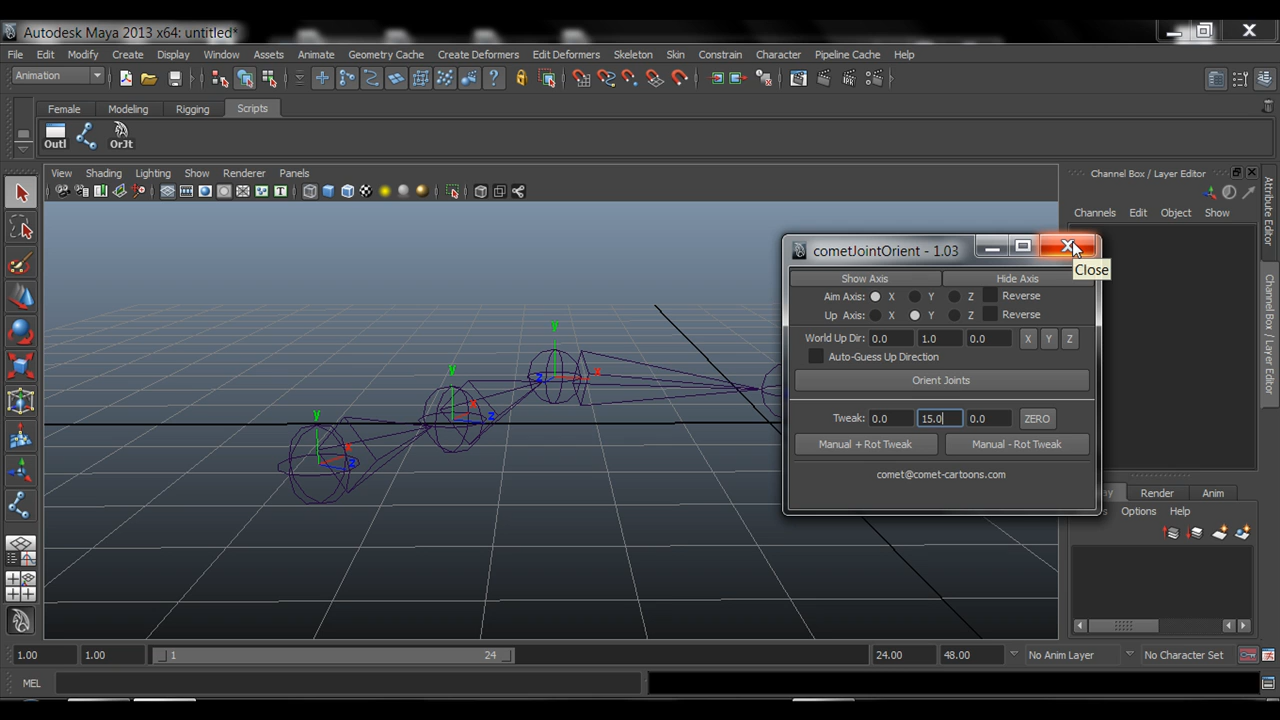 Autodesk Maya 2013 x64: untitled*
File Edit Modify Create Display Window Assets Animate Geometry Cache Create Deformers Edit Deformers Skeleton Skin Constrain Character Pipeline Cache Help
Animation
Female Modeling Rigging Scripts
Outl OrJt
View Shading Lighting Show Renderer Panels
Channel Box / Layer Editor
Channels Edit Object Show
Attribute Editor
Channel Box / Layer Editor
y
x
z
y
x
z
y
x
z
cometJointOrient - 1.03
Close
Show Axis Hide Axis
Aim Axis: X Y Z Reverse
Up Axis: X Y Z Reverse
World Up Dir: 0.0 1.0 0.0 X Y Z
Auto-Guess Up Direction
Orient Joints
Tweak: 0.0 15.0 0.0 ZERO
Manual + Rot Tweak Manual - Rot Tweak
comet@comet-cartoons.com
Render Anim
Options Help
1.00 1.00 1 24 24.00 48.00 No Anim Layer No Character Set
MEL